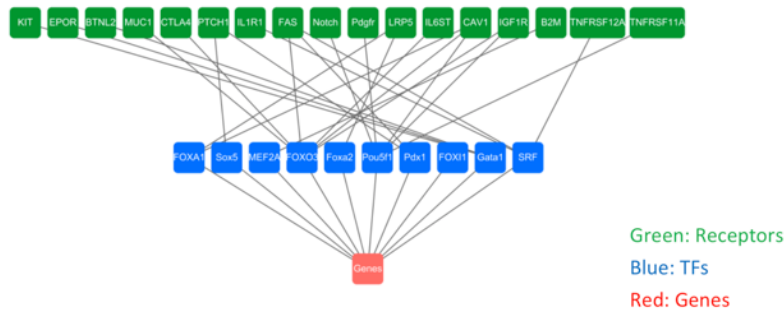 KIT EPOR BTNL2 MUC1 CTLA4 PTCH1 IL1R1 FAS Notch Pdgfr LRP5 IL6ST CAV1 IGF1R B2M TNFRSF12A TNFRSF11A
FOXA1 Sox5 MEF2A FOXO3 Foxa2 Pou5f1 Pdx1 FOXI1 Gata1 SRF
Genes
Green: Receptors
Blue: TFs
Red: Genes